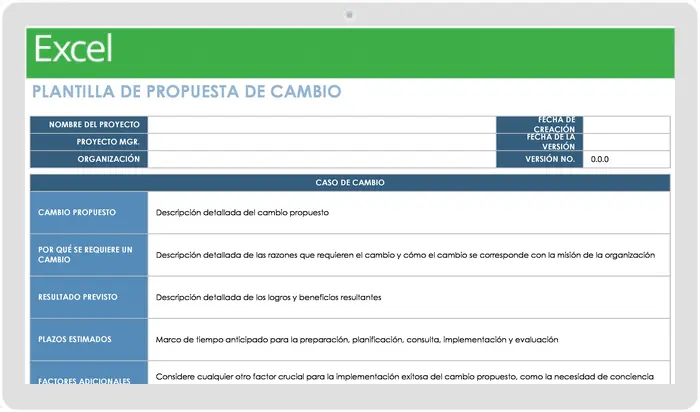 Excel
PLANTILLA DE PROPUESTA DE CAMBIO
NOMBRE DEL PROYECTO
FECHA DE
CREACIÓN
PROYECTO MGR.
FECHA DE LA
VERSIÓN
ORGANIZACIÓN
VERSIÓN NO. 0.0.0
CASO DE CAMBIO
CAMBIO PROPUESTO
Descripción detallada del cambio propuesto
POR QUÉ SE REQUIERE UN
CAMBIO
Descripción detallada de las razones que requieren el cambio y cómo el cambio se corresponde con la misión de la organización
RESULTADO PREVISTO
Descripción detallada de los logros y beneficios resultantes
PLAZOS ESTIMADOS
Marco de tiempo anticipado para la preparación, planificación, consulta, implementación y evaluación
FACTORES ADICIONALES
Considere cualquier otro factor crucial para la implementación exitosa del cambio propuesto, como la necesidad de conciencia